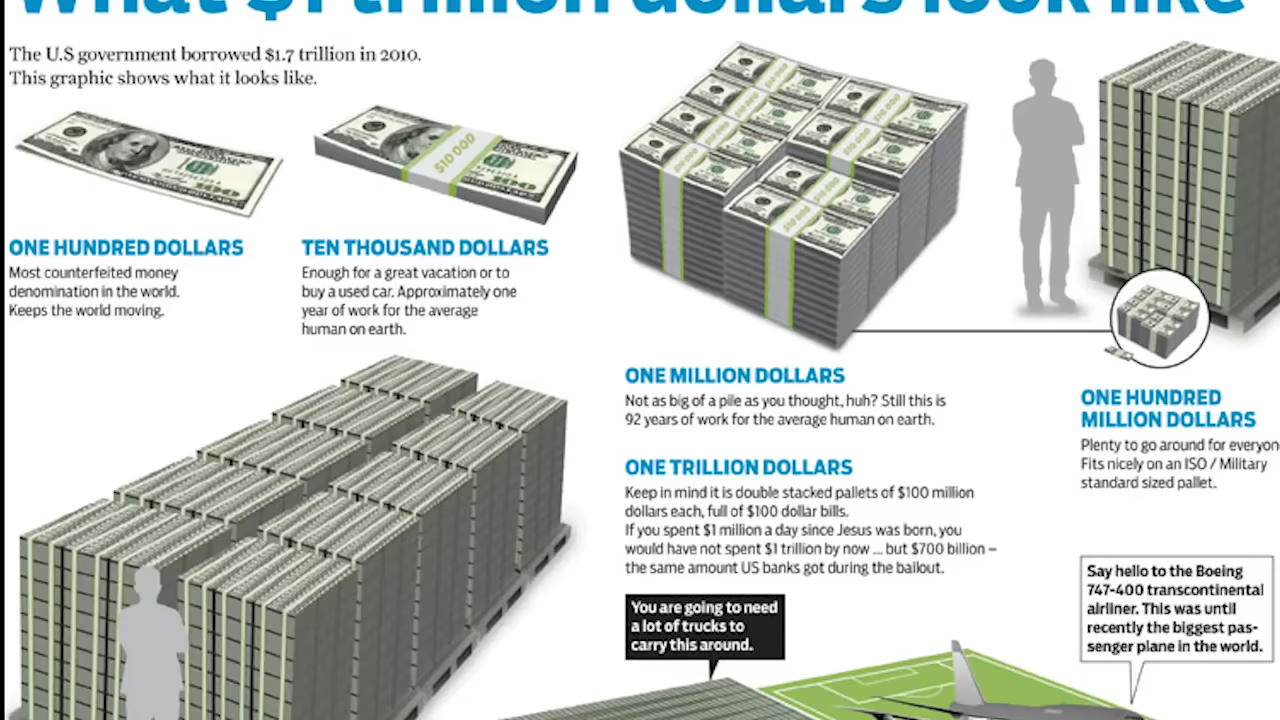 What $1 trillion dollars look like
The U.S government borrowed $1.7 trillion in 2010.
This graphic shows what it looks like.
$10 000
ONE HUNDRED DOLLARS
Most counterfeited money
denomination in the world.
Keeps the world moving.
TEN THOUSAND DOLLARS
Enough for a great vacation or to
buy a used car. Approximately one
year of work for the average
human on earth.
ONE MILLION DOLLARS
Not as big of a pile as you thought, huh? Still this is
92 years of work for the average human on earth.
ONE HUNDRED
MILLION DOLLARS
Plenty to go around for everyon
Fits nicely on an ISO / Military
standard sized pallet.
ONE TRILLION DOLLARS
Keep in mind it is double stacked pallets of $100 million
dollars each, full of $100 dollar bills.
If you spent $1 million a day since Jesus was born, you
would have not spent $1 trillion by now ... but $700 billion –
the same amount US banks got during the bailout.
You are going to need
a lot of trucks to
carry this around.
Say hello to the Boeing
747-400 transcontinental
airliner. This was until
recently the biggest pas-
senger plane in the world.